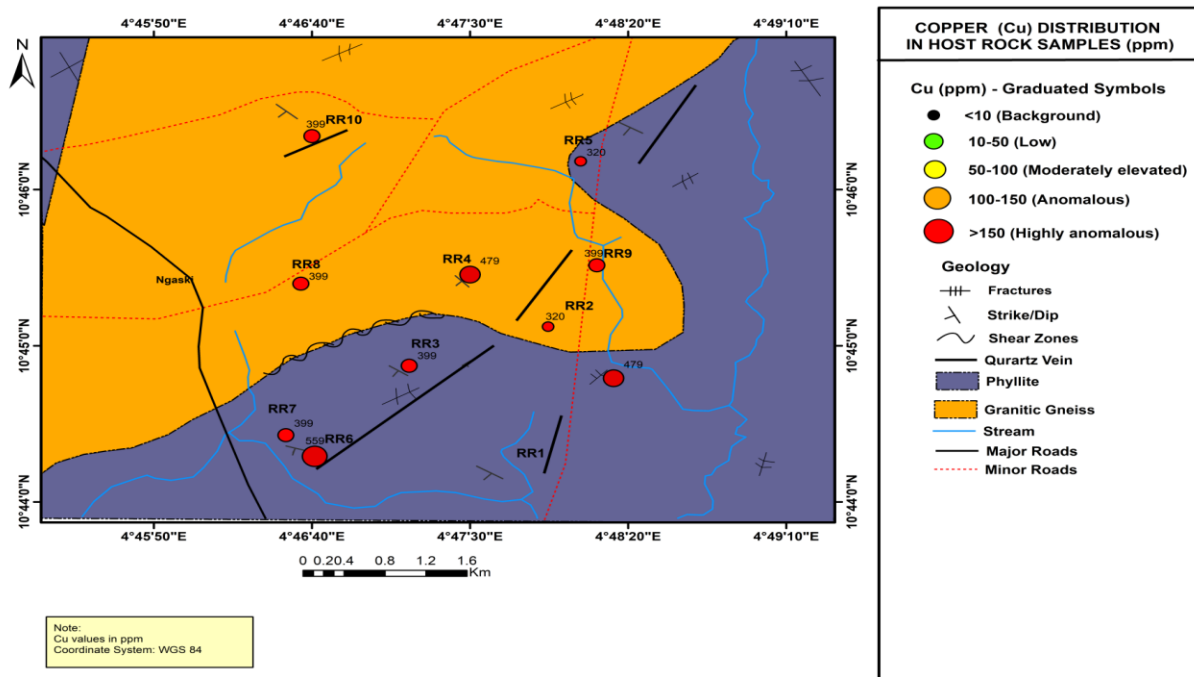 4°45'50"E 4°46'40"E 4°47'30"E 4°48'20"E 4°49'10"E
N
399 RR10
RR5
320
10°46'0"N 10°46'0"N
Ngaski
RR8
399
RR4 479
399 RR9
RR2
320
10°45'0"N 10°45'0"N
RR3
399
479
RR7
399
559 RR6
RR1
10°44'0"N 10°44'0"N
4°45'50"E 4°46'40"E 4°47'30"E 4°48'20"E 4°49'10"E
0 0.20.4 0.8 1.2 1.6
Km
Note:
Cu values in ppm
Coordinate System: WGS 84
COPPER (Cu) DISTRIBUTION
IN HOST ROCK SAMPLES (ppm)
Cu (ppm) - Graduated Symbols
<10 (Background)
10-50 (Low)
50-100 (Moderately elevated)
100-150 (Anomalous)
>150 (Highly anomalous)
Geology
Fractures
Strike/Dip
Shear Zones
Qurartz Vein
Phyllite
Granitic Gneiss
Stream
Major Roads
Minor Roads